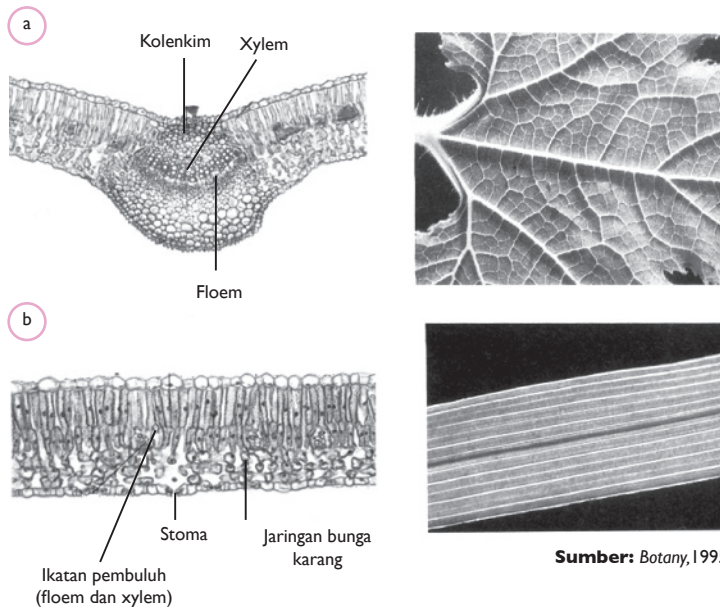 a
Kolenkim
Xylem
Floem
b
Stoma
Jaringan bunga
karang
Ikatan pembuluh
(floem dan xylem)
Sumber: Botany, 199